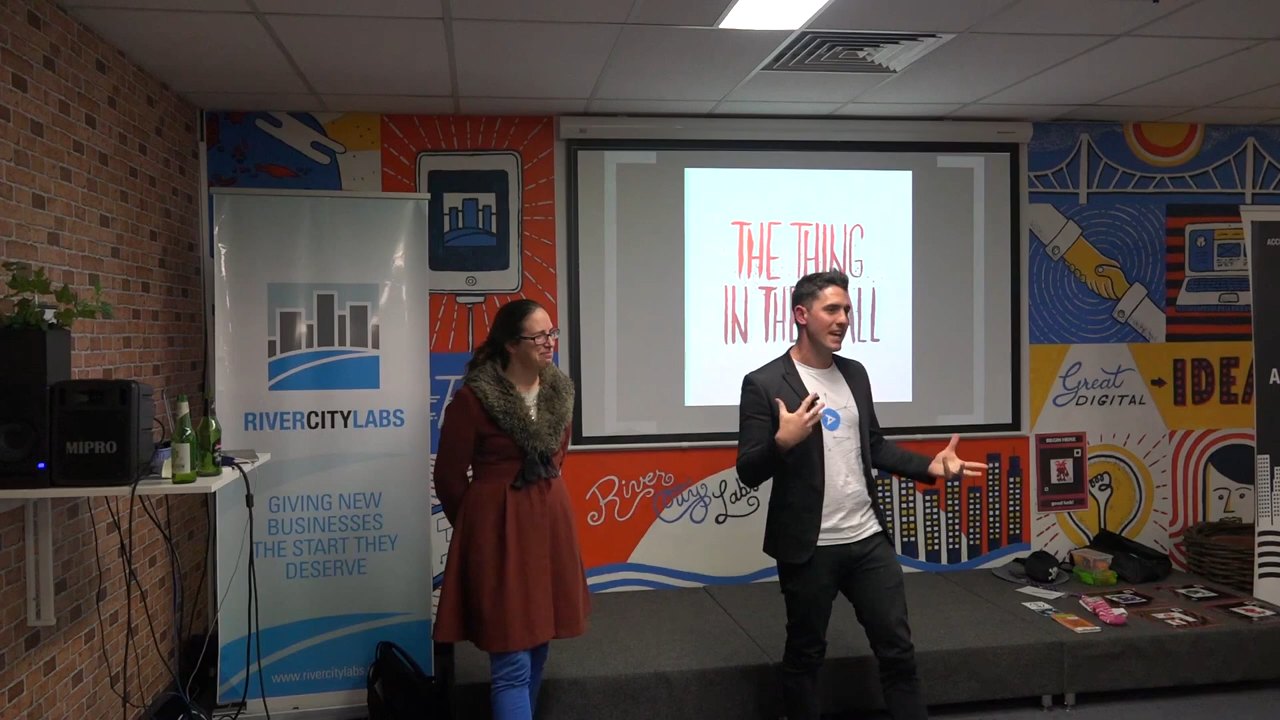 RIVERCITYLABS
GIVING NEW
BUSINESSES
THE START THEY
DESERVE
www.rivercitylabs
MIPRO
THE THING
IN THE
River
City Labs
Great
DIGITAL
IDEA